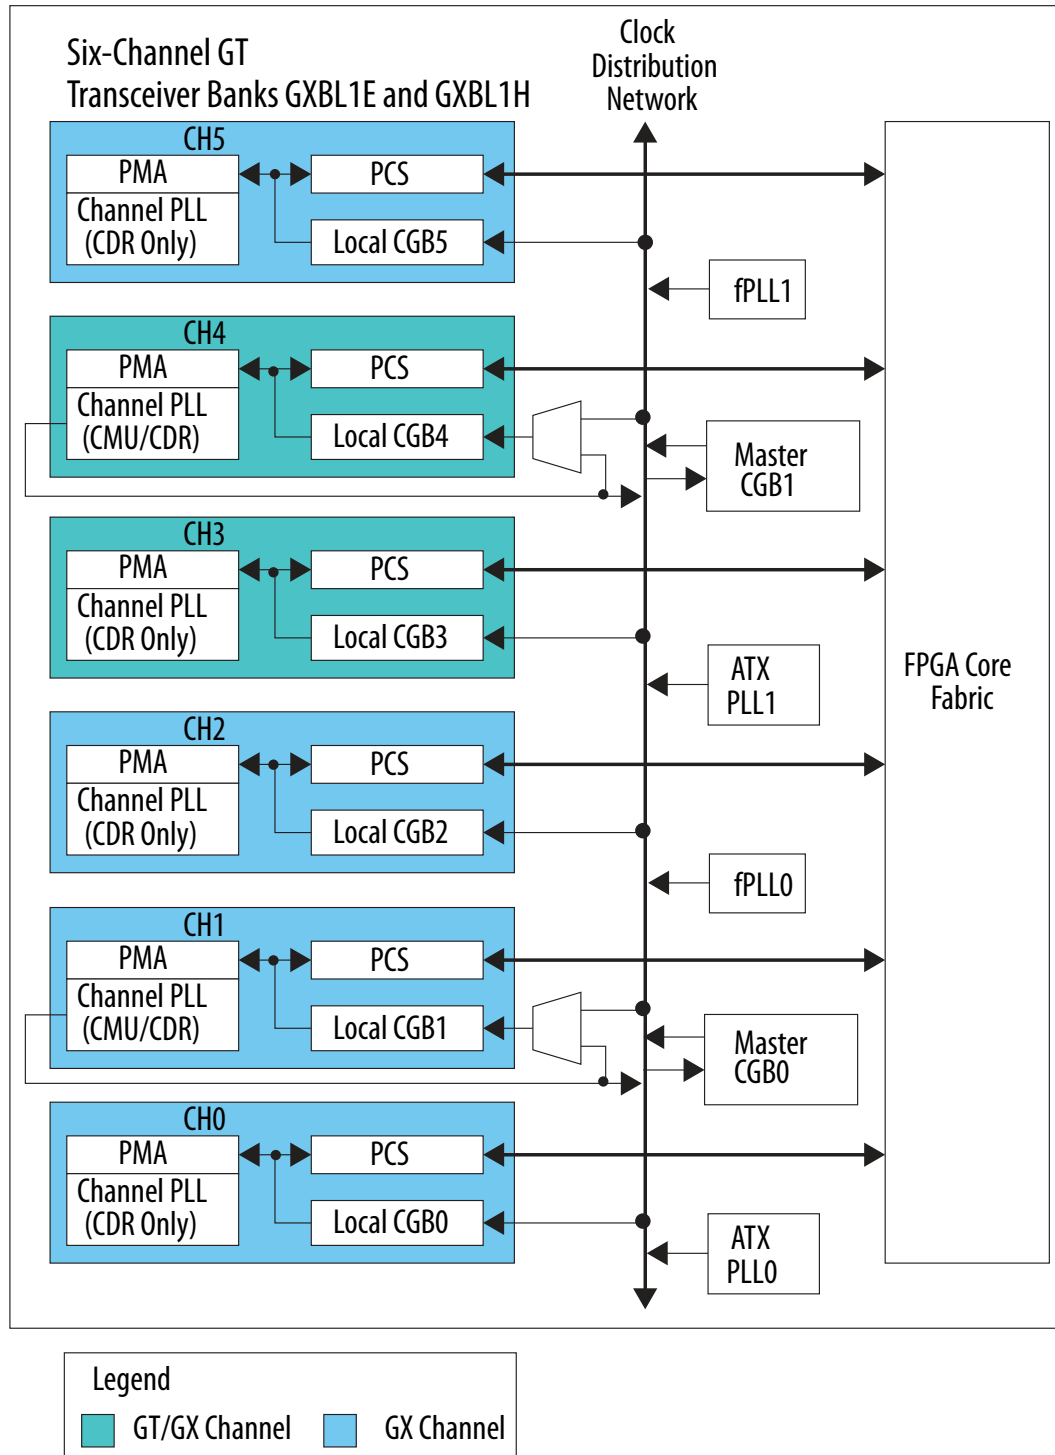 Six-Channel GT
Transceiver Banks GXBL1E and GXBL1H
Clock
Distribution
Network
CH5
PMA
Channel PLL
(CDR Only)
PCS
Local CGB5
fPLL1
CH4
PMA
Channel PLL
(CMU/CDR)
PCS
Local CGB4
Master
CGB1
CH3
PMA
Channel PLL
(CDR Only)
PCS
Local CGB3
ATX
PLL1
FPGA Core
Fabric
CH2
PMA
Channel PLL
(CDR Only)
PCS
Local CGB2
fPLL0
CH1
PMA
Channel PLL
(CMU/CDR)
PCS
Local CGB1
Master
CGB0
CH0
PMA
Channel PLL
(CDR Only)
PCS
Local CGB0
ATX
PLL0
Legend
GT/GX Channel
GX Channel